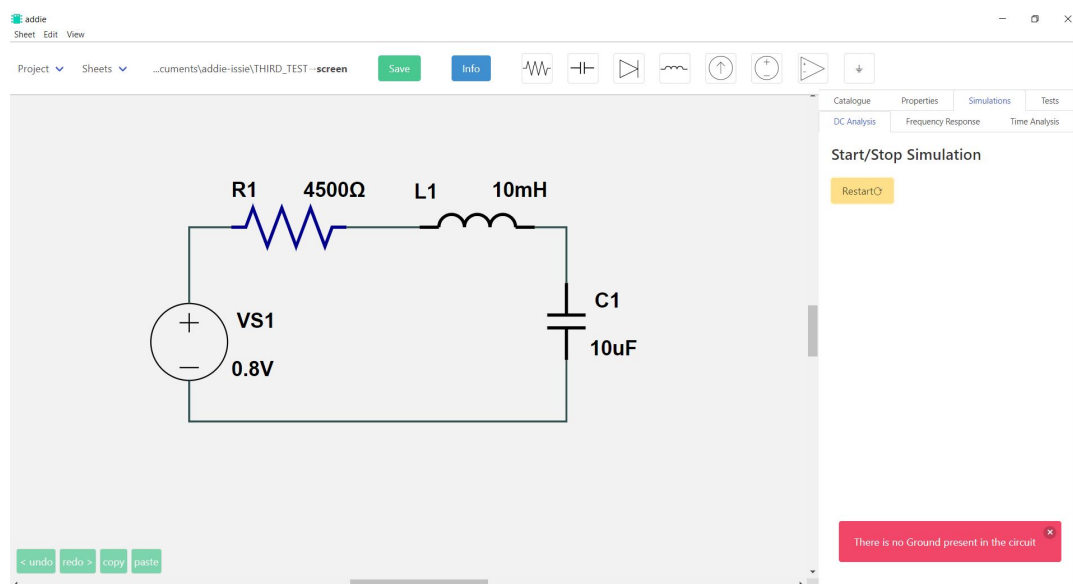 addie
Sheet Edit View
Project Sheets ...cuments\addie-issie\THIRD_TEST→screen Save Info
Catalogue Properties Simulations Tests
DC Analysis Frequency Response Time Analysis
Start/Stop Simulation
Restart
R1 4500Ω L1 10mH
VS1
0.8V
C1
10uF
There is no Ground present in the circuit
< undo redo > copy paste